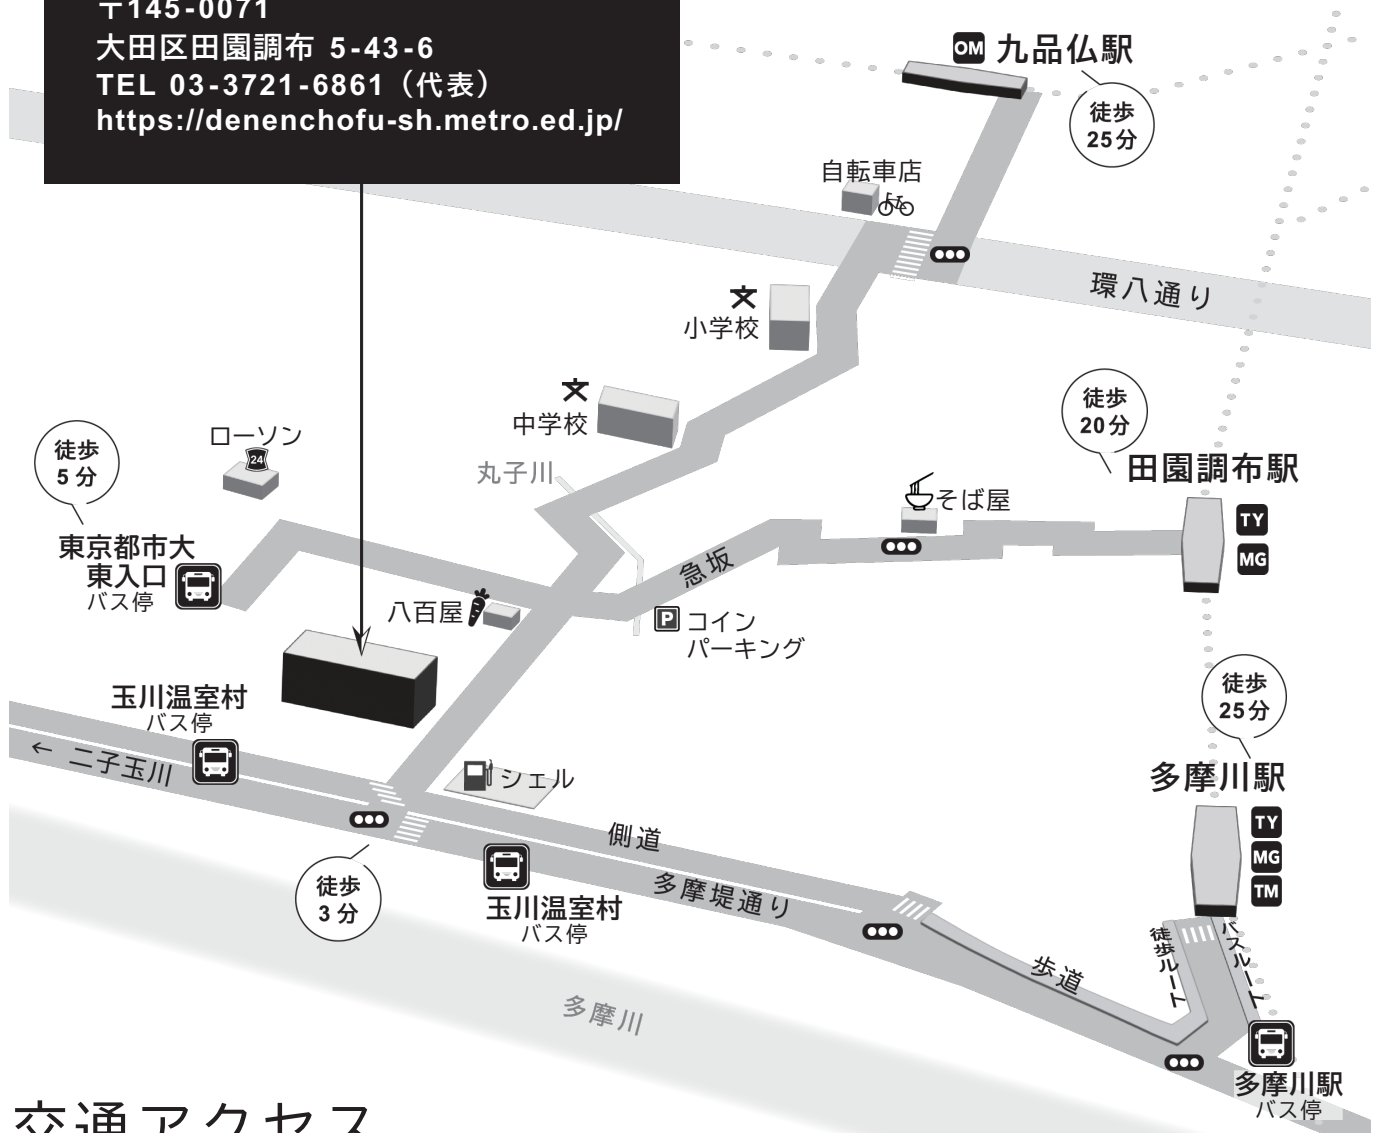 〒145-0071
大田区田園調布 5-43-6
TEL 03-3721-6861（代表）
https://denenchofu-sh.metro.ed.jp/
OM 九品仏駅
徒歩
25分
自転車店
環八通り
小学校
中学校
丸子川
ローソン
24
徒歩
5分
東京都市大
東入口
バス停
徒歩
20分
田園調布駅
TY
MG
そば屋
急坂
八百屋
P コイン
パーキング
玉川温室村
バス停
← 二子玉川
シェル
徒歩
25分
多摩川駅
TY
MG
TM
側道
多摩堤通り
徒歩
3分
玉川温室村
バス停
徒歩ルート
バスルート
歩道
多摩川
多摩川駅
バス停
交通アクセス